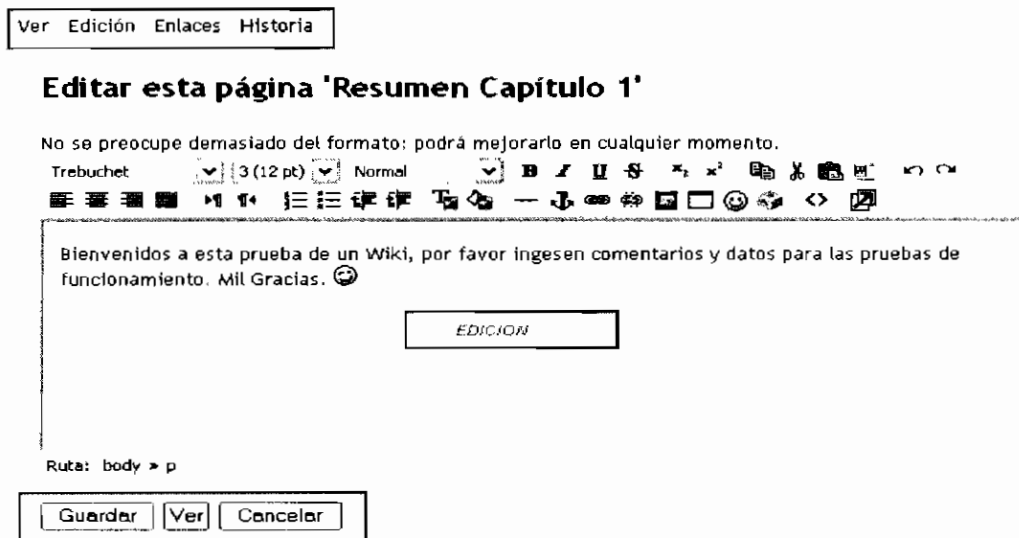 Ver Edición Enlaces Historia
Editar esta página 'Resumen Capítulo 1'
No se preocupe demasiado del formato; podrá mejorarlo en cualquier momento.
Trebuchet 3 (12 pt) Normal B I U S x₂ x²
Bienvenidos a esta prueba de un Wiki, por favor ingesen comentarios y datos para las pruebas de
funcionamiento. Mil Gracias.
EDICION
Ruta: body » p
Guardar Ver Cancelar